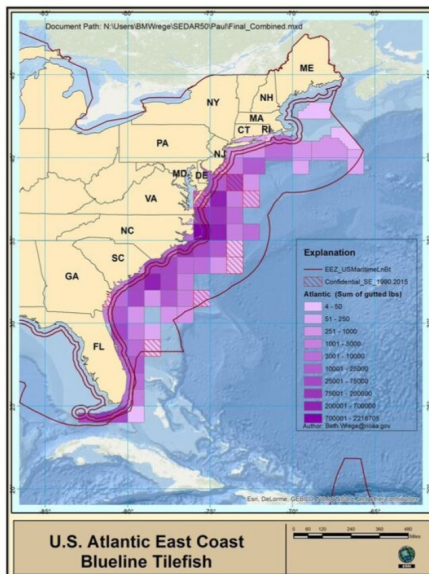 Document Path: N:\Users\BMWrege\SEDAR50\Paul\Final_Combined.mxd
ME
NH
NY
MA
CT RI
PA
NJ
MD DE
VA
NC
SC
GA
FL
Explanation
EEZ_USMaritimeLnBt
Confidential_SE_1990 2015
Atlantic (Sum of gutted lbs)
4 - 50
51 - 250
251 - 1000
1001 - 3000
3001 - 10000
10001 - 25000
25001 - 75000
75001 - 200000
200001 - 700000
Author: Beth.Wrege@noaa.gov
U.S. Atlantic East Coast
Blueline Tilefish
Miles